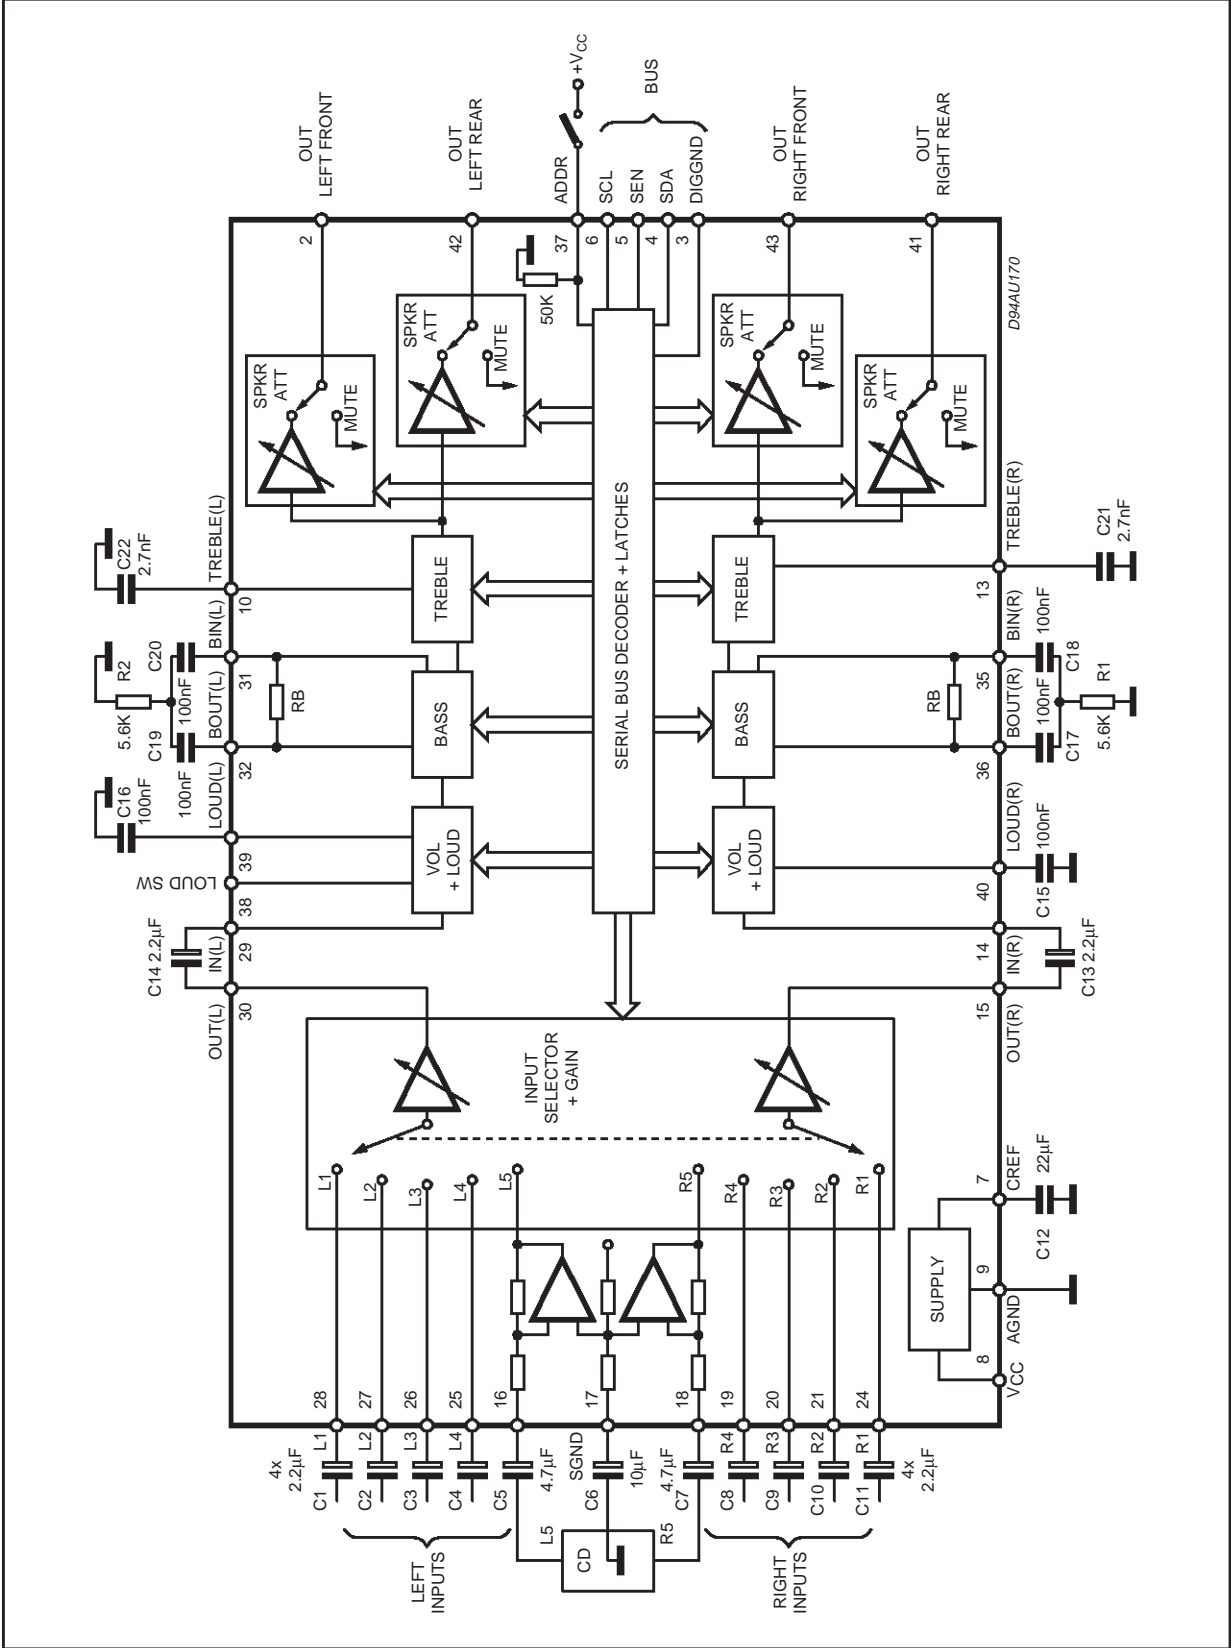 LEFT
INPUTS
RIGHT
INPUTS
CD
L5
R5
4x
2.2µF
C1
C2
C3
C4
C5
4.7µF
SGND
C6
10µF
4.7µF
C7
C8
C9
C10
C11
4x
2.2µF
L1
L2
L3
L4
R4
R3
R2
R1
28
27
26
25
16
17
18
19
20
21
24
L1
L2
L3
L4
L5
R5
R4
R3
R2
R1
INPUT
SELECTOR
+ GAIN
SUPPLY
8
VCC
9
AGND
7
CREF
C12
22µF
OUT(L)
30
C14 2.2µF
IN(L)
29
38
LOUD SW
39
LOUD(L)
C16
100nF
32
BOUT(L)
C19
100nF
5.6K
R2
C20
100nF
31
BIN(L)
RB
10
TREBLE(L)
C22
2.7nF
OUT(R)
15
C13 2.2µF
IN(R)
14
40
LOUD(R)
C15
100nF
36
BOUT(R)
C17
100nF
5.6K
R1
C18
100nF
35
BIN(R)
RB
13
TREBLE(R)
C21
2.7nF
VOL
+ LOUD
BASS
TREBLE
SERIAL BUS DECODER + LATCHES
VOL
+ LOUD
BASS
TREBLE
SPKR
ATT
MUTE
SPKR
ATT
MUTE
SPKR
ATT
MUTE
SPKR
ATT
MUTE
50K
2
42
37
6
5
4
3
43
41
OUT
LEFT FRONT
OUT
LEFT REAR
ADDR
+VCC
SCL
SEN
SDA
DIGGND
BUS
OUT
RIGHT FRONT
OUT
RIGHT REAR
D94AU170